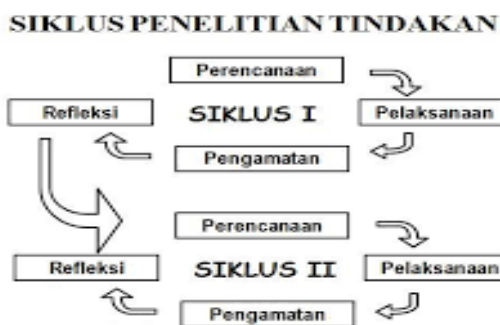 SIKLUS PENELITIAN TINDAKAN
Perencanaan
Refleksi SIKLUS I Pelaksanaan
Pengamatan
Perencanaan
Refleksi SIKLUS II Pelaksanaan
Pengamatan